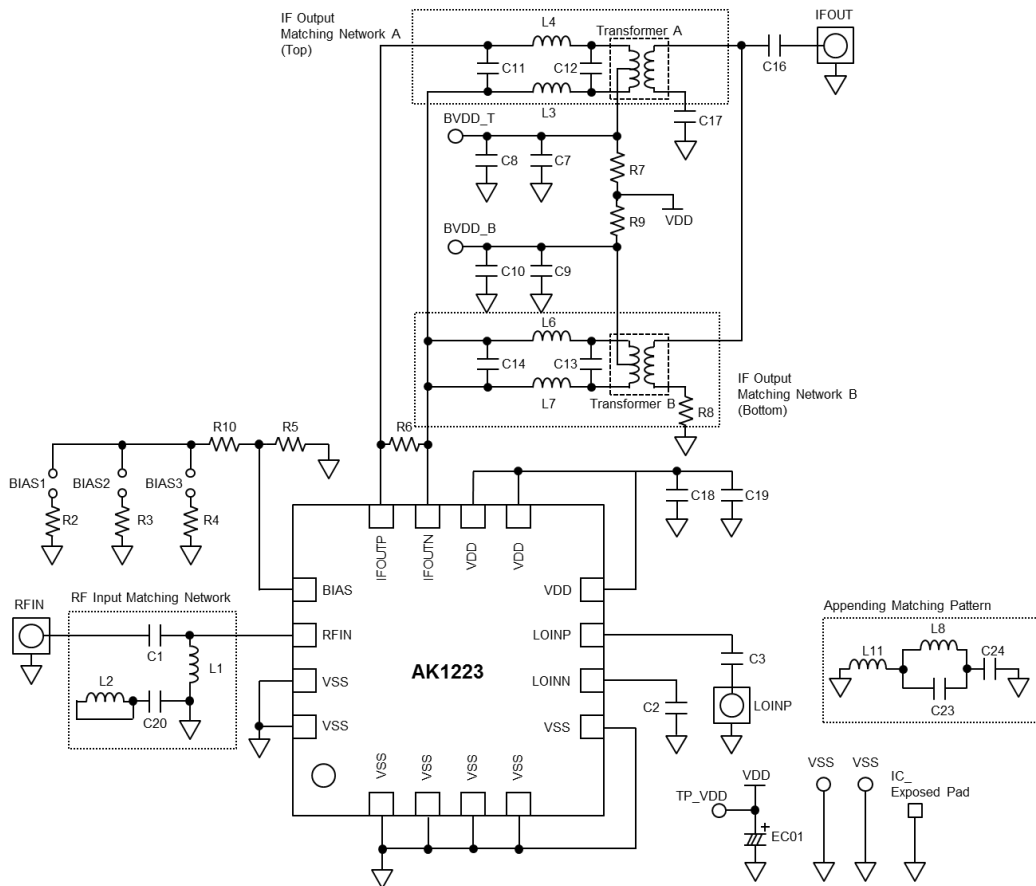 IF Output
Matching Network A
(Top)
L4
Transformer A
IFOUT
C11
C12
C16
L3
C17
BVDD_T
C8
C7
R7
VDD
R9
BVDD_B
C10
C9
L6
C14
C13
L7
Transformer B
R8
IF Output
Matching Network B
(Bottom)
R10
R5
R6
BIAS1
BIAS2
BIAS3
R2
R3
R4
C18
C19
IFOUTP
IFOUTN
VDD
VDD
BIAS
VDD
RFIN
RF Input Matching Network
C1
L1
L2
C20
RFIN
LOINP
AK1223
VSS
LOINN
VSS
VSS
C3
C2
LOINP
VSS
VSS
VSS
VSS
Appending Matching Pattern
L8
L11
C24
C23
VDD
TP_VDD
+
EC01
VSS
VSS
IC_
Exposed Pad